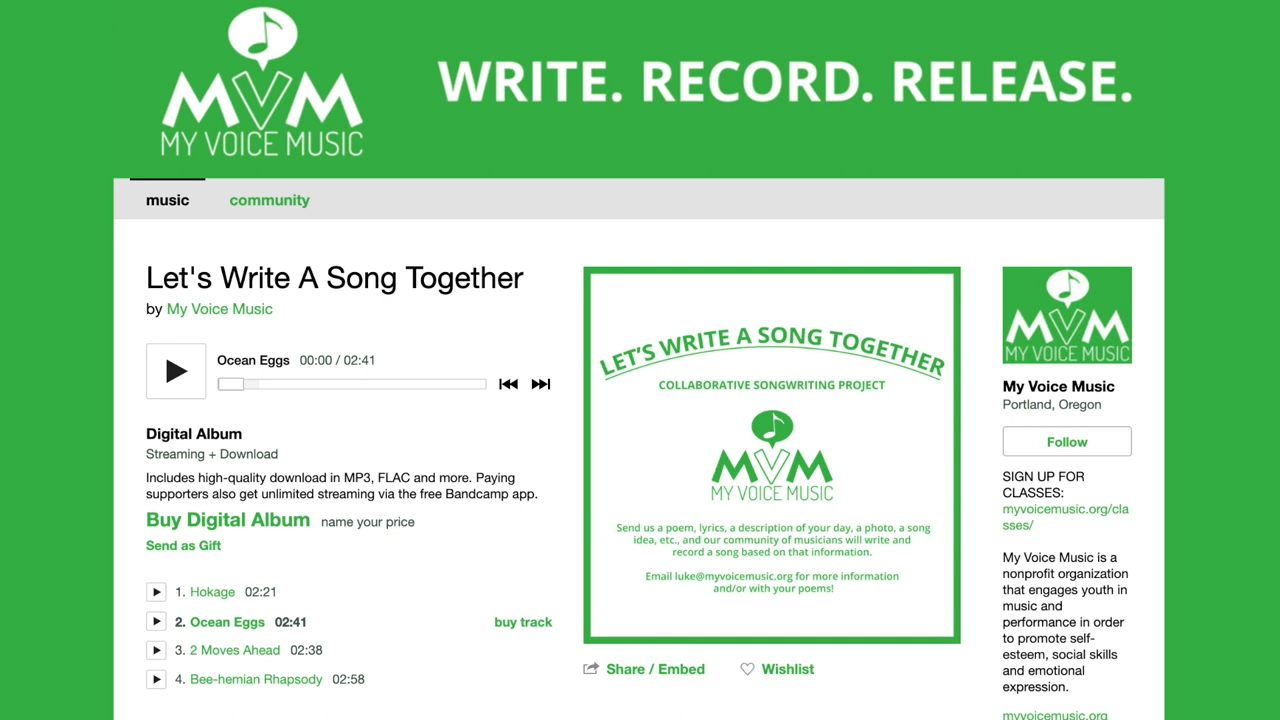 MVM
MY VOICE MUSIC
WRITE. RECORD. RELEASE.
music
community
Let's Write A Song Together
by My Voice Music
Ocean Eggs 00:00 / 02:41
Digital Album
Streaming + Download
Includes high-quality download in MP3, FLAC and more. Paying
supporters also get unlimited streaming via the free Bandcamp app.
Buy Digital Album name your price
Send as Gift
1. Hokage 02:21
2. Ocean Eggs 02:41 buy track
3. 2 Moves Ahead 02:38
4. Bee-hemian Rhapsody 02:58
LET'S WRITE A SONG TOGETHER
COLLABORATIVE SONGWRITING PROJECT
MVM
MY VOICE MUSIC
Send us a poem, lyrics, a description of your day, a photo, a song
idea, etc., and our community of musicians will write and
record a song based on that information.
Email luke@myvoicemusic.org for more information
and/or with your poems!
Share / Embed
Wishlist
MVM
MY VOICE MUSIC
My Voice Music
Portland, Oregon
Follow
SIGN UP FOR
CLASSES:
myvoicemusic.org/cla
sses/
My Voice Music is a
nonprofit organization
that engages youth in
music and
performance in order
to promote self-
esteem, social skills
and emotional
expression.
myvoicemusic.org